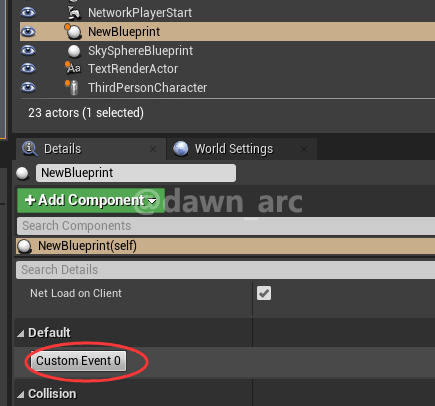 NetworkPlayerStart
NewBlueprint
SkySphereBlueprint
Aa TextRenderActor
ThirdPersonCharacter
23 actors (1 selected)
Details × World Settings ×
NewBlueprint
+ Add Component
@dawn_arc
Search Components
NewBlueprint(self)
Search Details
Net Load on Client
Default
Custom Event 0
Collision